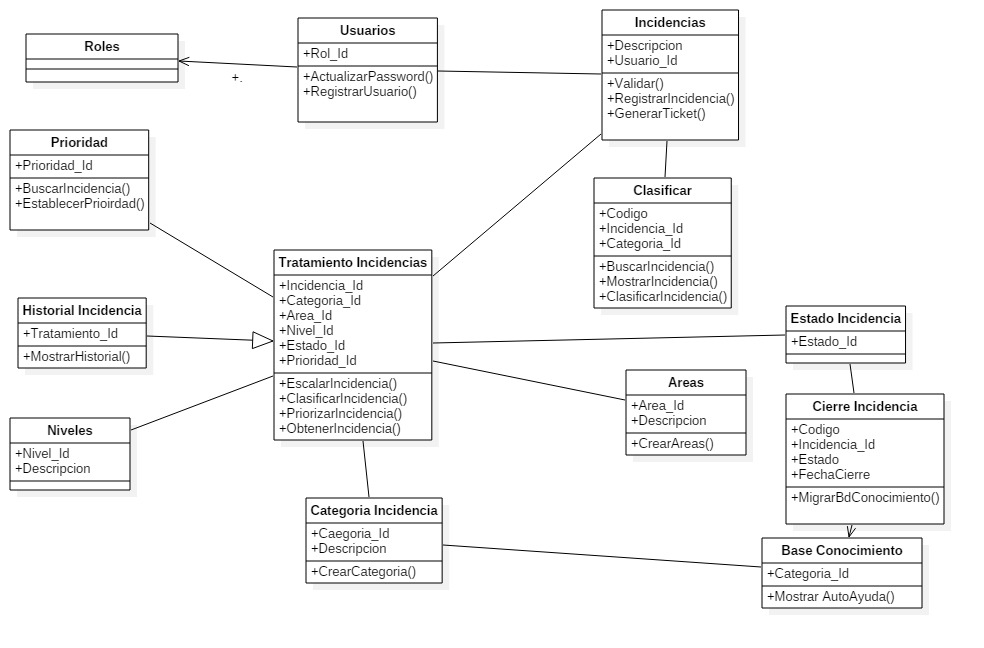 Roles
Usuarios
+Rol_Id
+ActualizarPassword()
+RegistrarUsuario()
+.
Incidencias
+Descripcion
+Usuario_Id
+Validar()
+RegistrarIncidencia()
+GenerarTicket()
Prioridad
+Prioridad_Id
+BuscarIncidencia()
+EstablecerPrioirdad()
Clasificar
+Codigo
+Incidencia_Id
+Categoria_Id
+BuscarIncidencia()
+MostrarIncidencia()
+ClasificarIncidencia()
Tratamiento Incidencias
+Incidencia_Id
+Categoria_Id
+Area_Id
+Nivel_Id
+Estado_Id
+Prioridad_Id
+EscalarIncidencia()
+ClasificarIncidencia()
+PriorizarIncidencia()
+ObtenerIncidencia()
Historial Incidencia
+Tratamiento_Id
+MostrarHistorial()
Estado Incidencia
+Estado_Id
Areas
+Area_Id
+Descripcion
+CrearAreas()
Cierre Incidencia
+Codigo
+Incidencia_Id
+Estado
+FechaCierre
+MigrarBdConocimiento()
Niveles
+Nivel_Id
+Descripcion
Categoria Incidencia
+Caegoria_Id
+Descripcion
+CrearCategoria()
Base Conocimiento
+Categoria_Id
+Mostrar AutoAyuda()